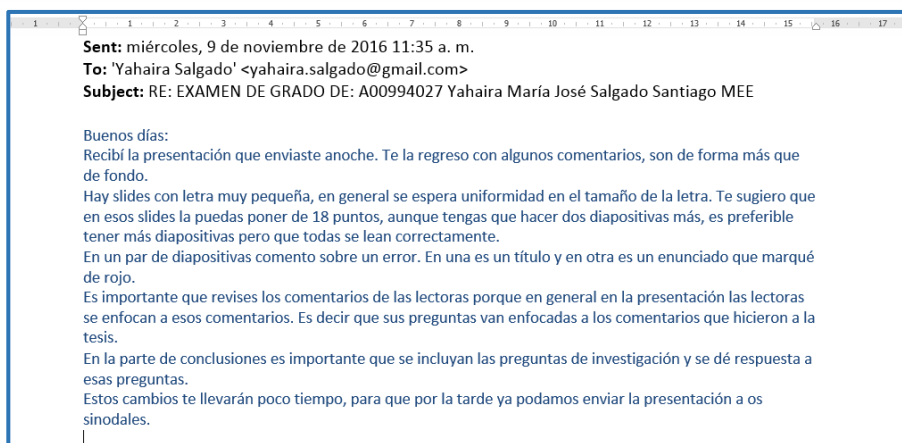 1 1 2 3 4 5 6 7 8 9 10 11 12 13 14 15 16 17
Sent: miércoles, 9 de noviembre de 2016 11:35 a. m.
To: 'Yahaira Salgado' <yahaira.salgado@gmail.com>
Subject: RE: EXAMEN DE GRADO DE: A00994027 Yahaira María José Salgado Santiago MEE
Buenos días:
Recibí la presentación que enviaste anoche. Te la regreso con algunos comentarios, son de forma más que
de fondo.
Hay slides con letra muy pequeña, en general se espera uniformidad en el tamaño de la letra. Te sugiero que
en esos slides la puedas poner de 18 puntos, aunque tengas que hacer dos diapositivas más, es preferible
tener más diapositivas pero que todas se lean correctamente.
En un par de diapositivas comento sobre un error. En una es un título y en otra es un enunciado que marqué
de rojo.
Es importante que revises los comentarios de las lectoras porque en general en la presentación las lectoras
se enfocan a esos comentarios. Es decir que sus preguntas van enfocadas a los comentarios que hicieron a la
tesis.
En la parte de conclusiones es importante que se incluyan las preguntas de investigación y se dé respuesta a
esas preguntas.
Estos cambios te llevarán poco tiempo, para que por la tarde ya podamos enviar la presentación a os
sinodales.